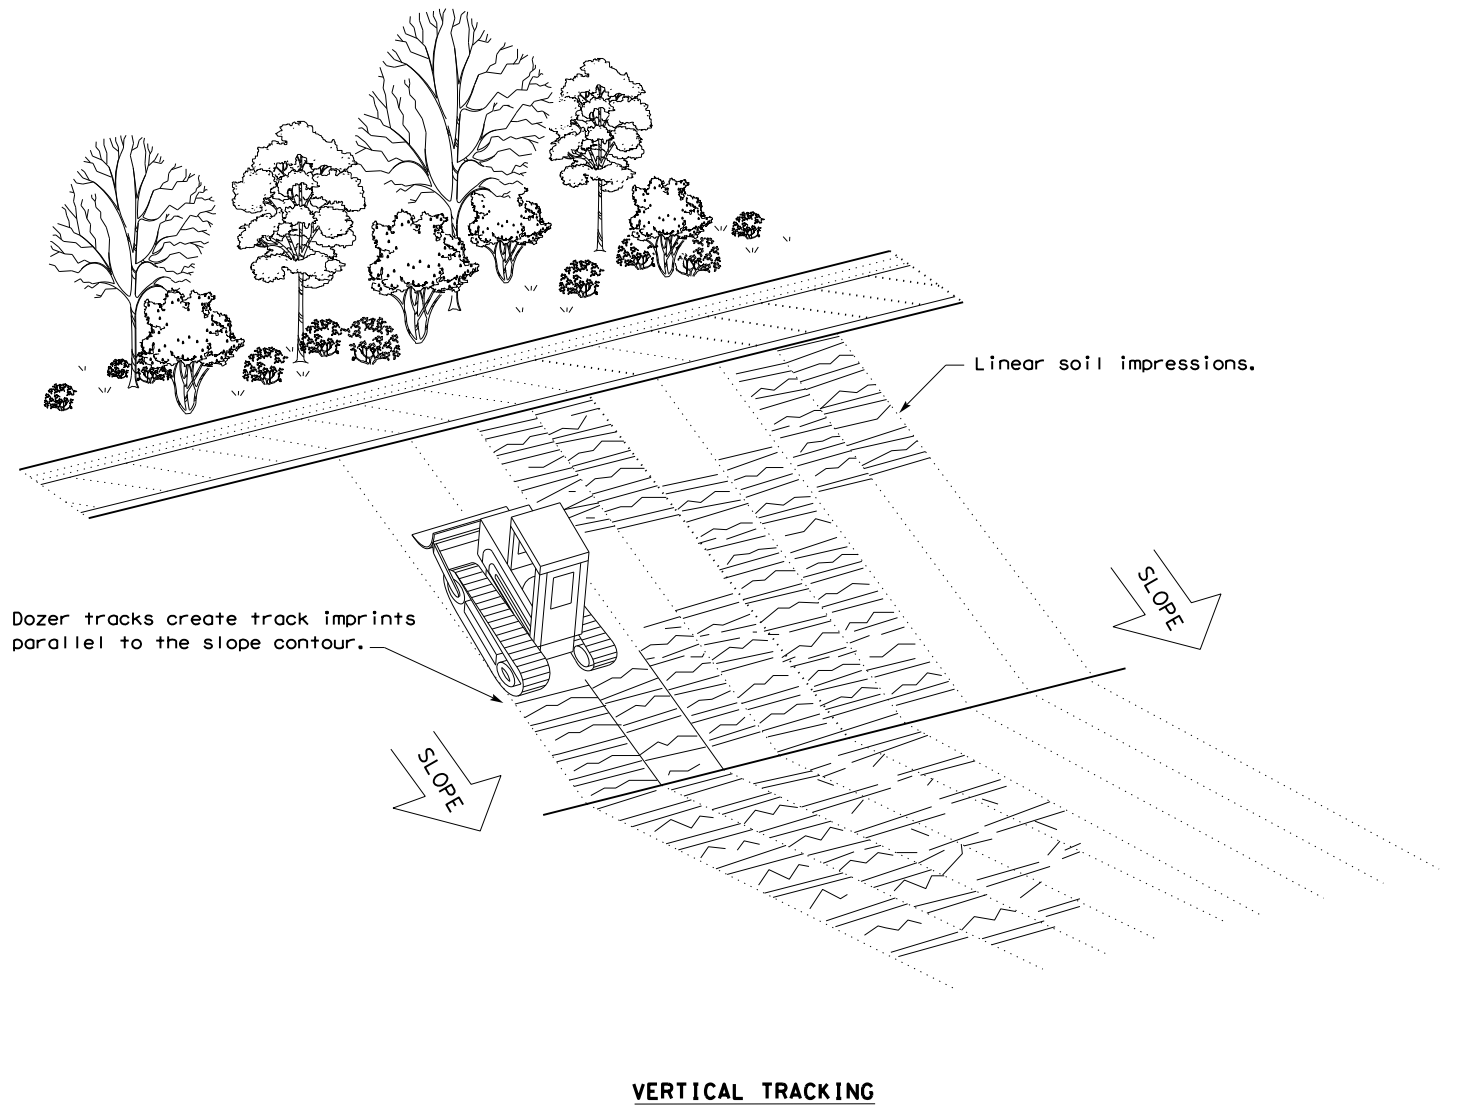 Linear soil impressions.
SLOPE
Dozer tracks create track imprints
parallel to the slope contour.
SLOPE
VERTICAL TRACKING